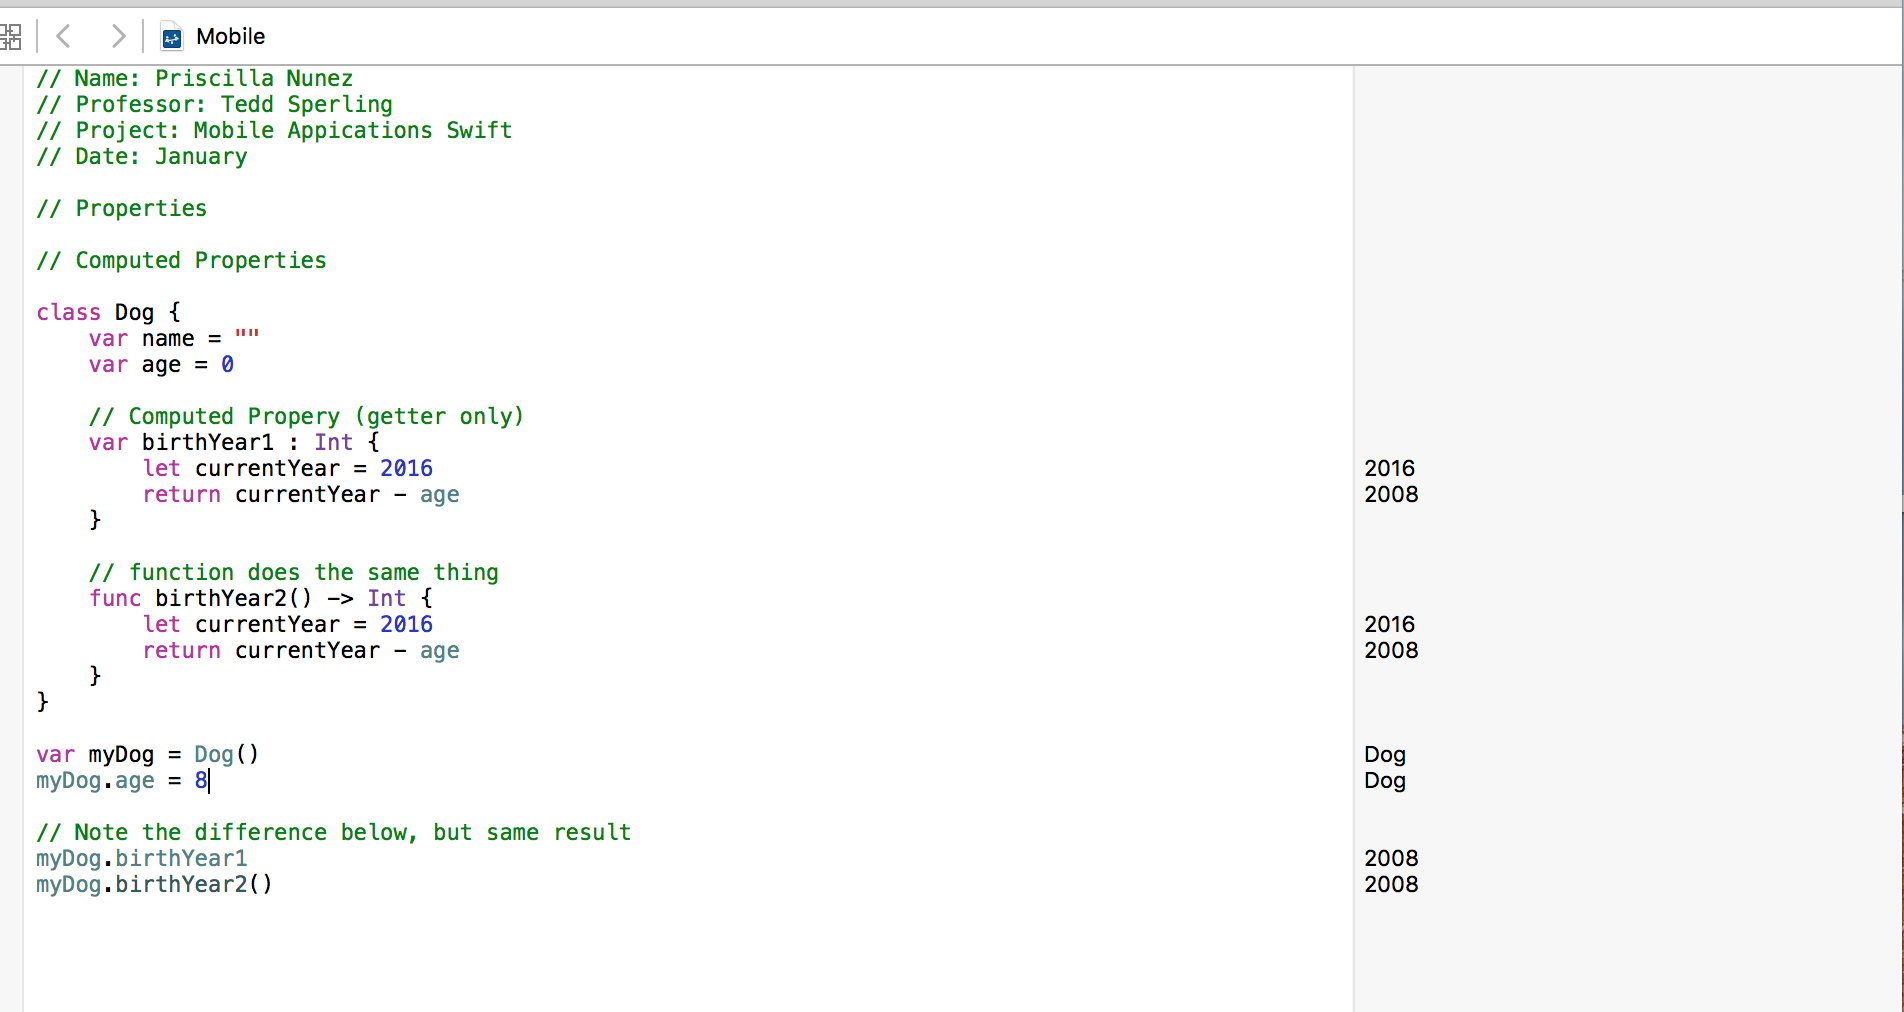 Mobile
// Name: Priscilla Nunez
// Professor: Tedd Sperling
// Project: Mobile Appications Swift
// Date: January
// Properties
// Computed Properties
class Dog {
var name = ""
var age = 0
// Computed Propery (getter only)
var birthYear1 : Int {
let currentYear = 2016 2016
return currentYear - age 2008
}
// function does the same thing
func birthYear2() -> Int {
let currentYear = 2016 2016
return currentYear - age 2008
}
}
var myDog = Dog() Dog
myDog.age = 8 Dog
// Note the difference below, but same result
myDog.birthYear1 2008
myDog.birthYear2() 2008